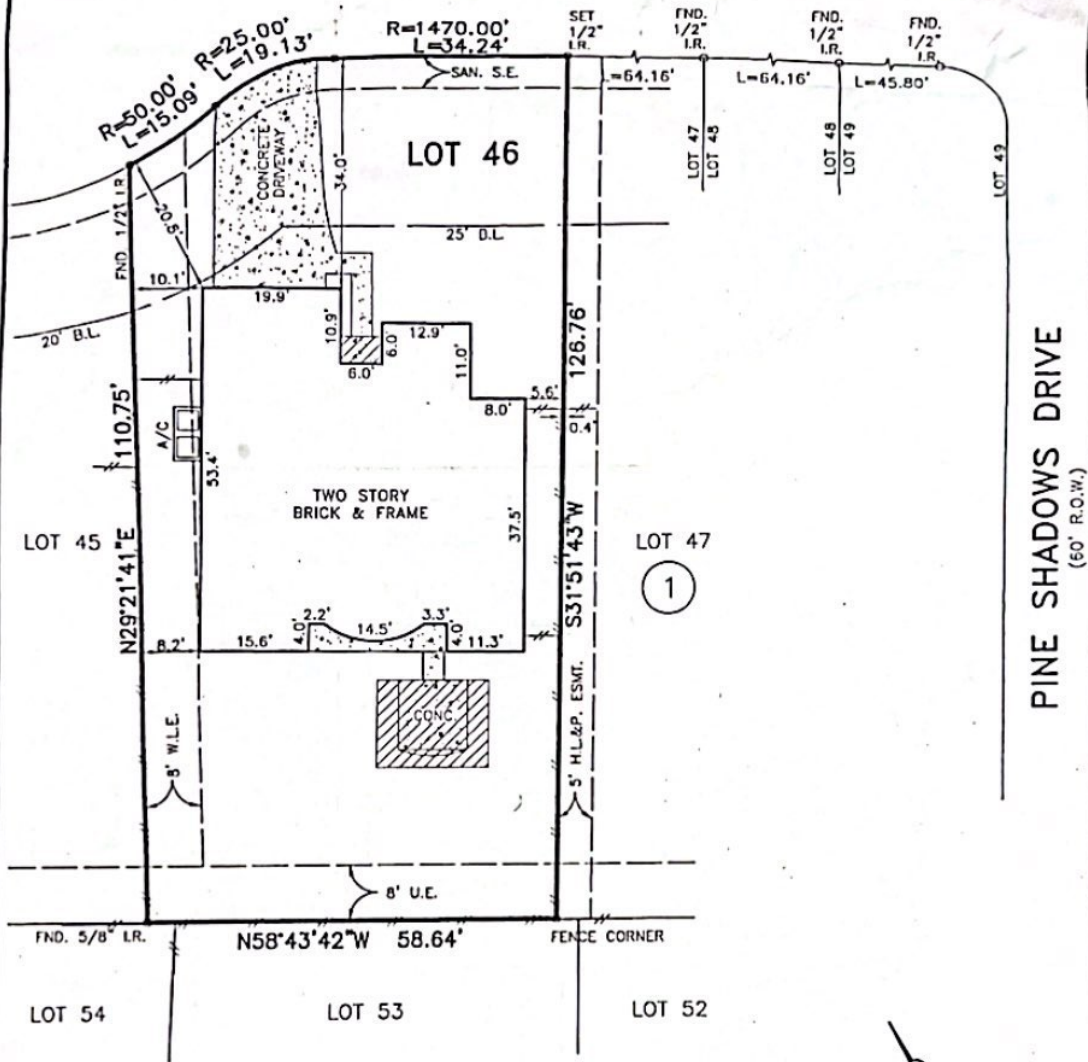 R=50.00'
L=15.09'
R=25.00'
L=19.13'
R=1470.00'
L=34.24'
SAN. S.E.
SET
1/2"
I.R.
FND.
1/2"
I.R.
FND.
1/2"
I.R.
FND.
1/2"
I.R.
L=64.16'
L=64.16'
L=45.80'
LOT 46
LOT 47
LOT 48
LOT 48
LOT 49
LOT 49
CONCRETE
DRIVEWAY
34.0'
FND 1/2" I.R.
20.5'
25' B.L.
10.1'
19.9'
20' B.L.
10.9'
6.0'
6.0'
12.9'
11.0'
8.0'
5.6'
0.4'
126.76'
S31°51'43"W
110.75'
N29°21'41"E
A/C
53.4'
TWO STORY
BRICK & FRAME
37.5'
LOT 45
LOT 47
1
PINE SHADOWS DRIVE
(60' R.O.W.)
8.2'
15.6'
4.0'
2.2'
14.5'
3.3'
4.0'
11.3'
CONC.
8' W.L.E.
5' H.L.&P. ESMT.
8' U.E.
FND. 5/8" I.R.
N58°43'42"W 58.64'
FENCE CORNER
LOT 54
LOT 53
LOT 52